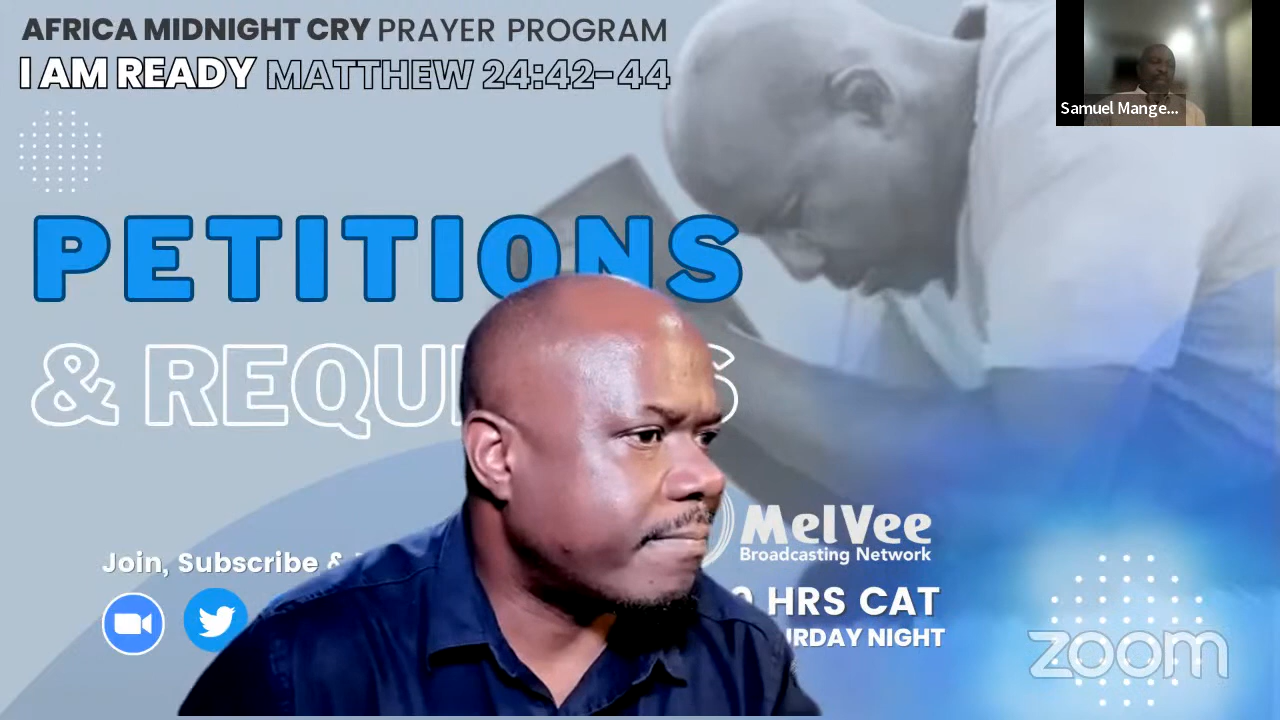 AFRICA MIDNIGHT CRY PRAYER PROGRAM
I AM READY MATTHEW 24:42-44
Samuel Mange...
PETITIONS
&
MelVee
Broadcasting Network
Join, Subscribe &
HRS CAT
NIGHT
zoom